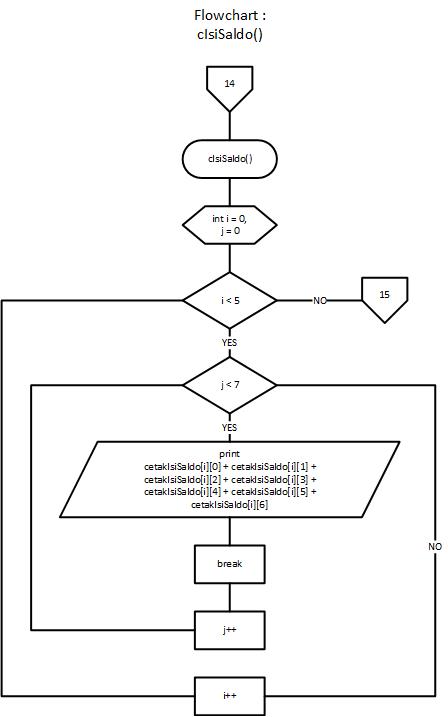 Flowchart :
cIsiSaldo()
14
cIsiSaldo()
int i = 0,
j = 0
i < 5
NO
15
YES
j < 7
YES
print
cetakIsiSaldo[i][0] + cetakIsiSaldo[i][1] +
cetakIsiSaldo[i][2] + cetakIsiSaldo[i][3] +
cetakIsiSaldo[i][4] + cetakIsiSaldo[i][5] +
cetakIsiSaldo[i][6]
NO
break
j++
i++